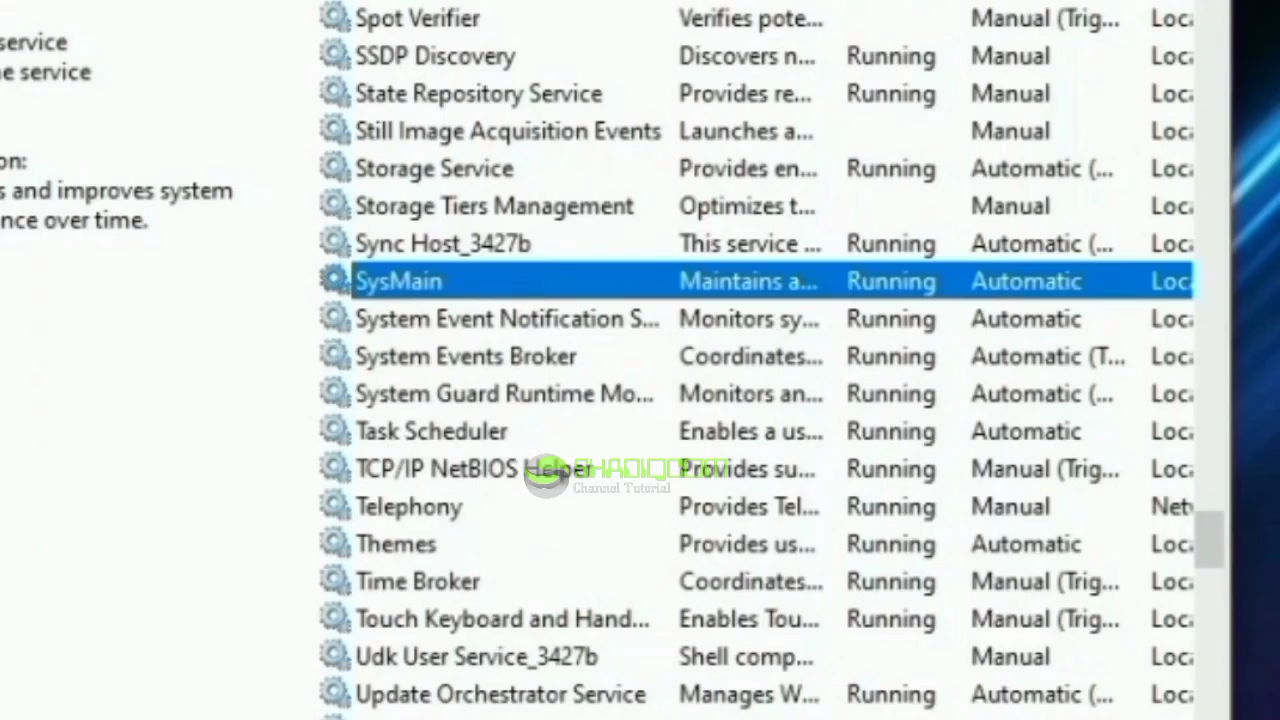 Spot Verifier Verifies pote... Manual (Trig... Loca
service
SSDP Discovery Discovers n... Running Manual Loca
e service
State Repository Service Provides re... Running Manual Loca
Still Image Acquisition Events Launches a... Manual Loca
on:
Storage Service Provides en... Running Automatic (... Loca
s and improves system
Storage Tiers Management Optimizes t... Manual Loca
nce over time.
Sync Host_3427b This service ... Running Automatic (... Loca
SysMain Maintains a... Running Automatic Loca
System Event Notification S... Monitors sy... Running Automatic Loca
System Events Broker Coordinates... Running Automatic (T... Loca
System Guard Runtime Mo... Monitors an... Running Automatic (... Loca
Task Scheduler Enables a us... Running Automatic Loca
TCP/IP NetBIOS Helper Provides su... Running Manual (Trig... Loca
Channel Tutorial
Telephony Provides Tel... Running Manual Netw
Themes Provides us... Running Automatic Loca
Time Broker Coordinates... Running Manual (Trig... Loca
Touch Keyboard and Hand... Enables Tou... Running Manual (Trig... Loca
Udk User Service_3427b Shell comp... Manual Loca
Update Orchestrator Service Manages W... Running Automatic (... Loca